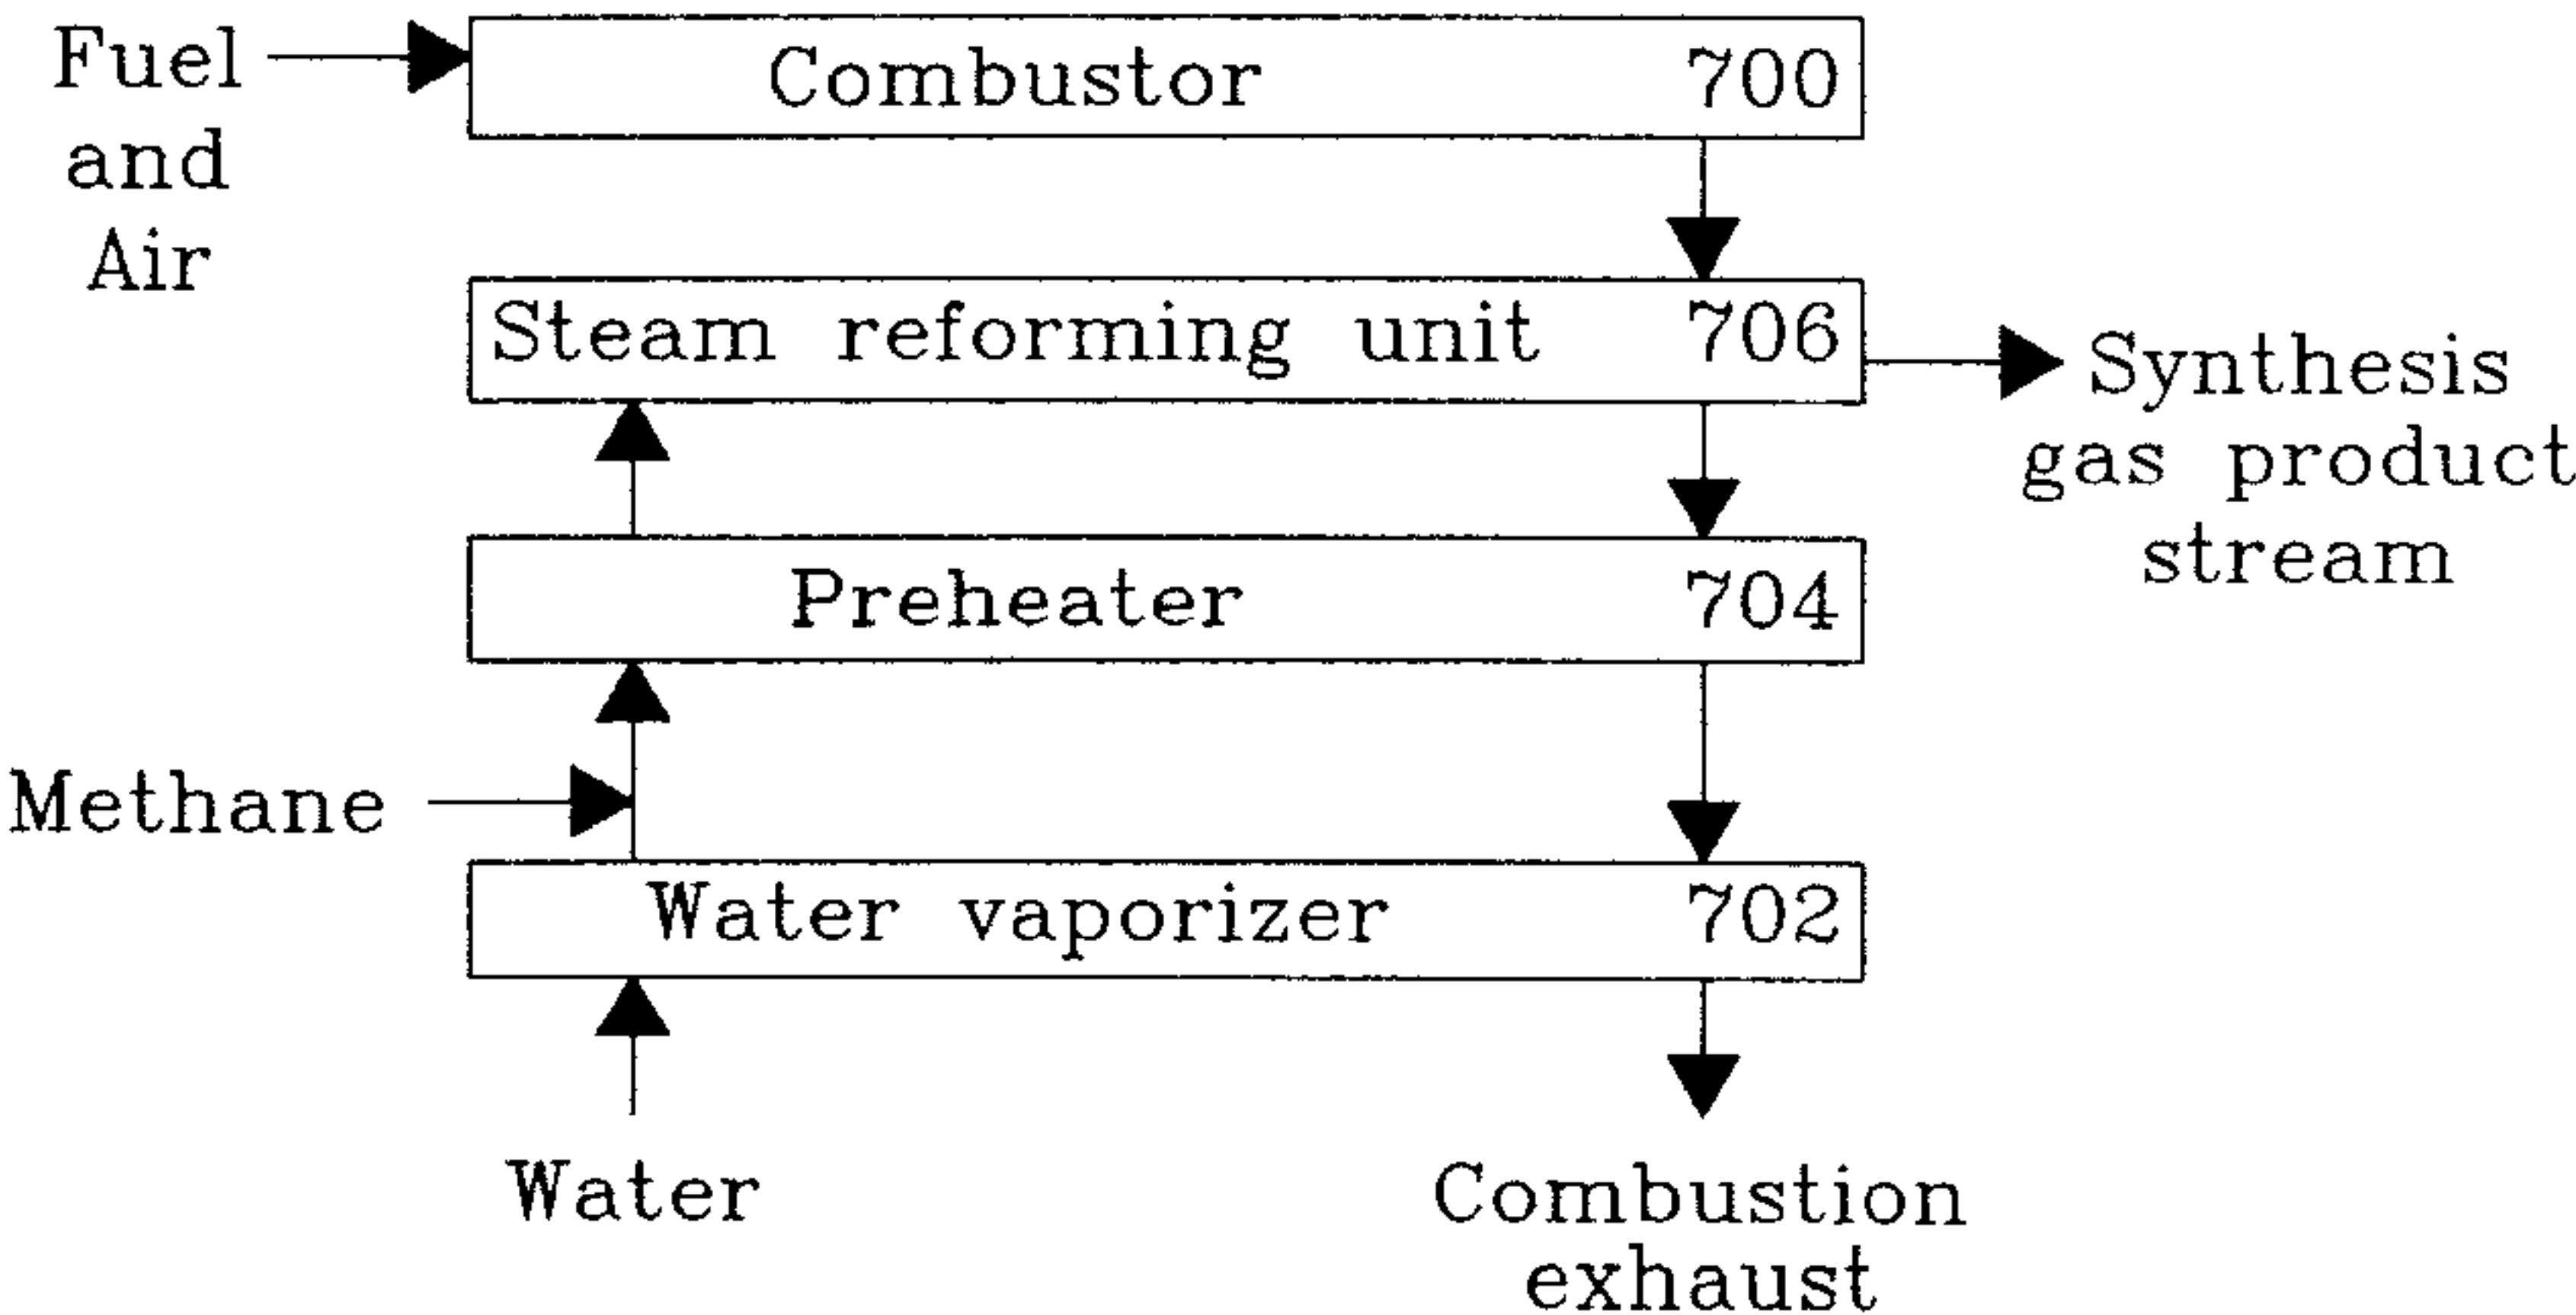 Fuel
and
Air
Combustor 700
Steam reforming unit 706
Synthesis
gas product
stream
Preheater 704
Methane
Water vaporizer 702
Water
Combustion
exhaust